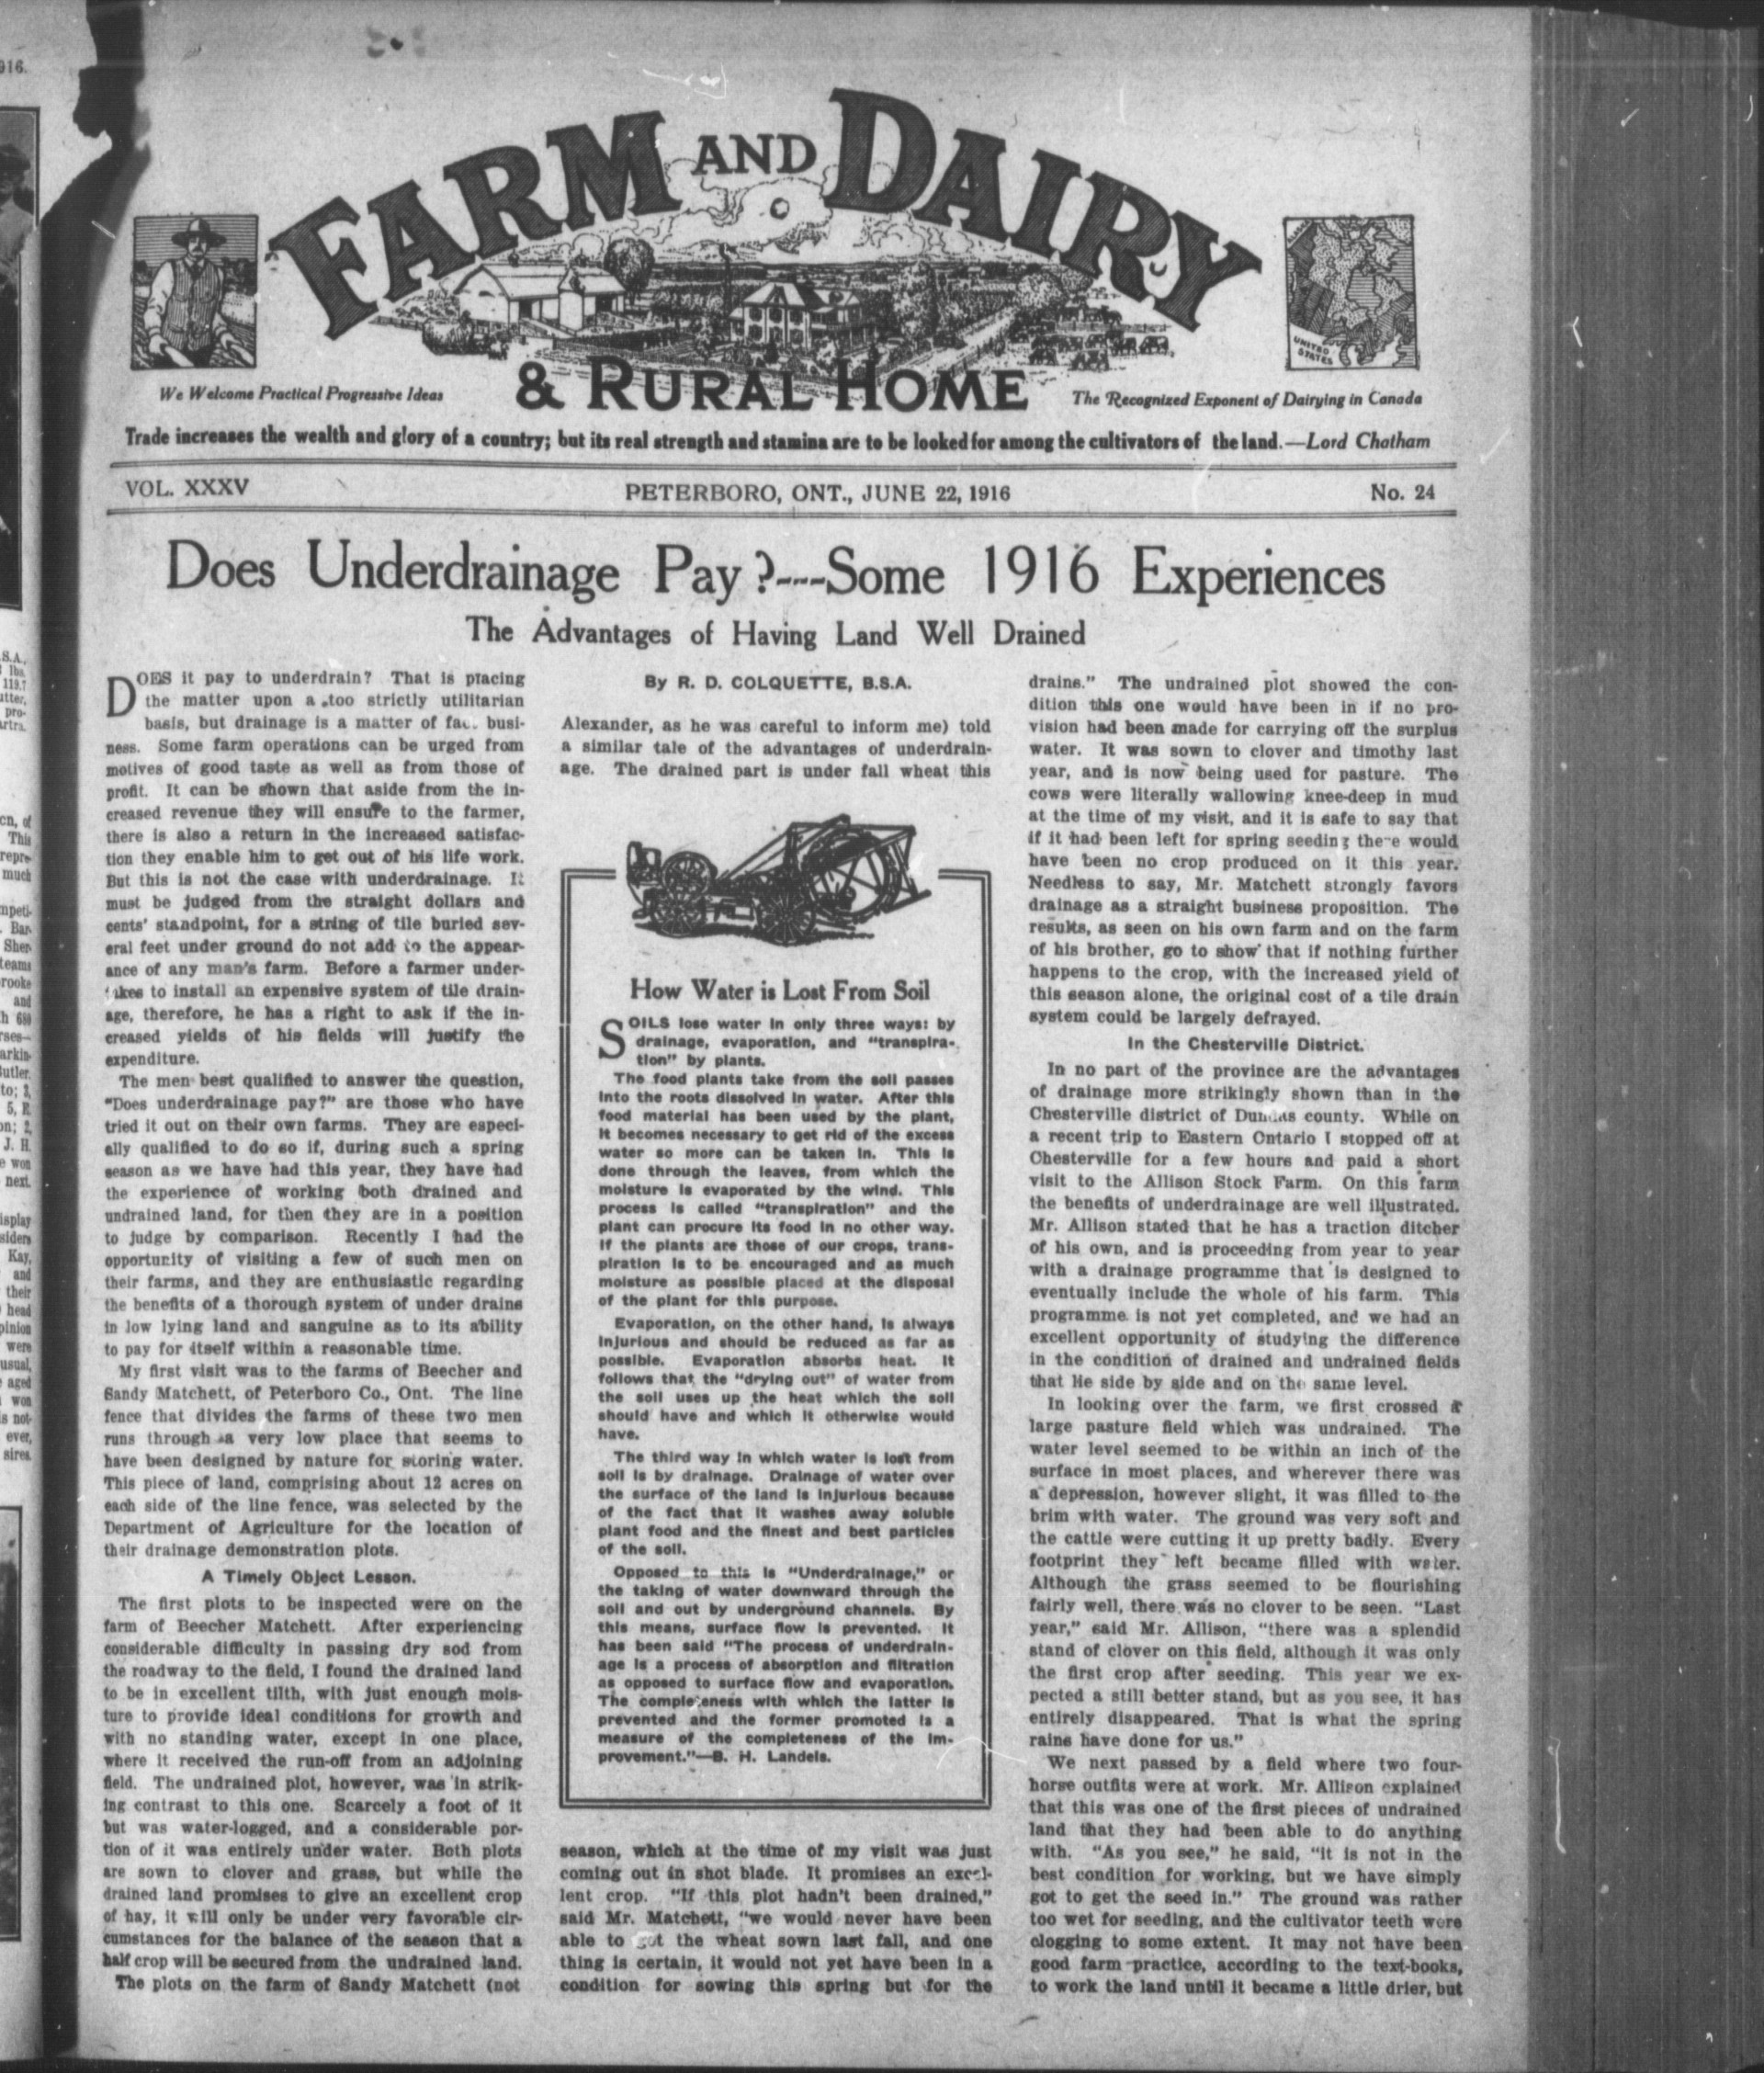 FARM AND DAIRY
& RURAL HOME
UNITED
STATES
We Welcome Practical Progressive Ideas
The Recognized Exponent of Dairying in Canada
Trade increases the wealth and glory of a country; but its real strength and stamina are to be looked for among the cultivators of the land.—Lord Chatham
VOL. XXXV PETERBORO, ONT., JUNE 22, 1916 No. 24
Does Underdrainage Pay?---Some 1916 Experiences
The Advantages of Having Land Well Drained
DOES it pay to underdrain? That is placing
the matter upon a too strictly utilitarian
basis, but drainage is a matter of fact busi-
ness. Some farm operations can be urged from
motives of good taste as well as from those of
profit. It can be shown that aside from the in-
creased revenue they will ensure to the farmer,
there is also a return in the increased satisfac-
tion they enable him to get out of his life work.
But this is not the case with underdrainage. It
must be judged from the straight dollars and
cents' standpoint, for a string of tile buried sev-
eral feet under ground do not add to the appear-
ance of any man's farm. Before a farmer under-
takes to install an expensive system of tile drain-
age, therefore, he has a right to ask if the in-
creased yields of his fields will justify the
expenditure.
The men best qualified to answer the question,
"Does underdrainage pay?" are those who have
tried it out on their own farms. They are especi-
ally qualified to do so if, during such a spring
season as we have had this year, they have had
the experience of working both drained and
undrained land, for then they are in a position
to judge by comparison. Recently I had the
opportunity of visiting a few of such men on
their farms, and they are enthusiastic regarding
the benefits of a thorough system of under drains
in low lying land and sanguine as to its ability
to pay for itself within a reasonable time.
My first visit was to the farms of Beecher and
Sandy Matchett, of Peterboro Co., Ont. The line
fence that divides the farms of these two men
runs through a very low place that seems to
have been designed by nature for storing water.
This piece of land, comprising about 12 acres on
each side of the line fence, was selected by the
Department of Agriculture for the location of
their drainage demonstration plots.
A Timely Object Lesson.
The first plots to be inspected were on the
farm of Beecher Matchett. After experiencing
considerable difficulty in passing dry sod from
the roadway to the field, I found the drained land
to be in excellent tilth, with just enough mois-
ture to provide ideal conditions for growth and
with no standing water, except in one place,
where it received the run-off from an adjoining
field. The undrained plot, however, was in strik-
ing contrast to this one. Scarcely a foot of it
but was water-logged, and a considerable por-
tion of it was entirely under water. Both plots
are sown to clover and grass, but while the
drained land promises to give an excellent crop
of hay, it will only be under very favorable cir-
cumstances for the balance of the season that a
half crop will be secured from the undrained land.
The plots on the farm of Sandy Matchett (not
By R. D. COLQUETTE, B.S.A.
Alexander, as he was careful to inform me) told
a similar tale of the advantages of underdrain-
age. The drained part is under fall wheat this
How Water is Lost From Soil
SOILS lose water in only three ways: by
drainage, evaporation, and "transpira-
tion" by plants.
The food plants take from the soil passes
into the roots dissolved in water. After this
food material has been used by the plant,
it becomes necessary to get rid of the excess
water so more can be taken in. This is
done through the leaves, from which the
moisture is evaporated by the wind. This
process is called "transpiration" and the
plant can procure its food in no other way.
If the plants are those of our crops, trans-
piration is to be encouraged and as much
moisture as possible placed at the disposal
of the plant for this purpose.
Evaporation, on the other hand, is always
injurious and should be reduced as far as
possible. Evaporation absorbs heat. It
follows that the "drying out" of water from
the soil uses up the heat which the soil
should have and which it otherwise would
have.
The third way in which water is lost from
soil is by drainage. Drainage of water over
the surface of the land is injurious because
of the fact that it washes away soluble
plant food and the finest and best particles
of the soil.
Opposed to this is "Underdrainage," or
the taking of water downward through the
soil and out by underground channels. By
this means, surface flow is prevented. It
has been said "The process of underdrain-
age is a process of absorption and filtration
as opposed to surface flow and evaporation.
The completeness with which the latter is
prevented and the former promoted is a
measure of the completeness of the im-
provement."—B. H. Landels.
season, which at the time of my visit was just
coming out in shot blade. It promises an excel-
lent crop. "If this plot hadn't been drained,"
said Mr. Matchett, "we would never have been
able to got the wheat sown last fall, and one
thing is certain, it would not yet have been in a
condition for sowing this spring but for the
drains." The undrained plot showed the con-
dition this one would have been in if no pro-
vision had been made for carrying off the surplus
water. It was sown to clover and timothy last
year, and is now being used for pasture. The
cows were literally wallowing knee-deep in mud
at the time of my visit, and it is safe to say that
if it had been left for spring seeding there would
have been no crop produced on it this year.
Needless to say, Mr. Matchett strongly favors
drainage as a straight business proposition. The
results, as seen on his own farm and on the farm
of his brother, go to show that if nothing further
happens to the crop, with the increased yield of
this season alone, the original cost of a tile drain
system could be largely defrayed.
In the Chesterville District.
In no part of the province are the advantages
of drainage more strikingly shown than in the
Chesterville district of Dundas county. While on
a recent trip to Eastern Ontario I stopped off at
Chesterville for a few hours and paid a short
visit to the Allison Stock Farm. On this farm
the benefits of underdrainage are well illustrated.
Mr. Allison stated that he has a traction ditcher
of his own, and is proceeding from year to year
with a drainage programme that is designed to
eventually include the whole of his farm. This
programme is not yet completed, and we had an
excellent opportunity of studying the difference
in the condition of drained and undrained fields
that lie side by side and on the same level.
In looking over the farm, we first crossed a
large pasture field which was undrained. The
water level seemed to be within an inch of the
surface in most places, and wherever there was
a depression, however slight, it was filled to the
brim with water. The ground was very soft and
the cattle were cutting it up pretty badly. Every
footprint they left became filled with water.
Although the grass seemed to be flourishing
fairly well, there was no clover to be seen. "Last
year," said Mr. Allison, "there was a splendid
stand of clover on this field, although it was only
the first crop after seeding. This year we ex-
pected a still better stand, but as you see, it has
entirely disappeared. That is what the spring
rains have done for us."
We next passed by a field where two four-
horse outfits were at work. Mr. Allison explained
that this was one of the first pieces of undrained
land that they had been able to do anything
with. "As you see," he said, "it is not in the
best condition for working, but we have simply
got to get the seed in." The ground was rather
too wet for seeding, and the cultivator teeth were
clogging to some extent. It may not have been
good farm practice, according to the text-books,
to work the land until it became a little drier, but